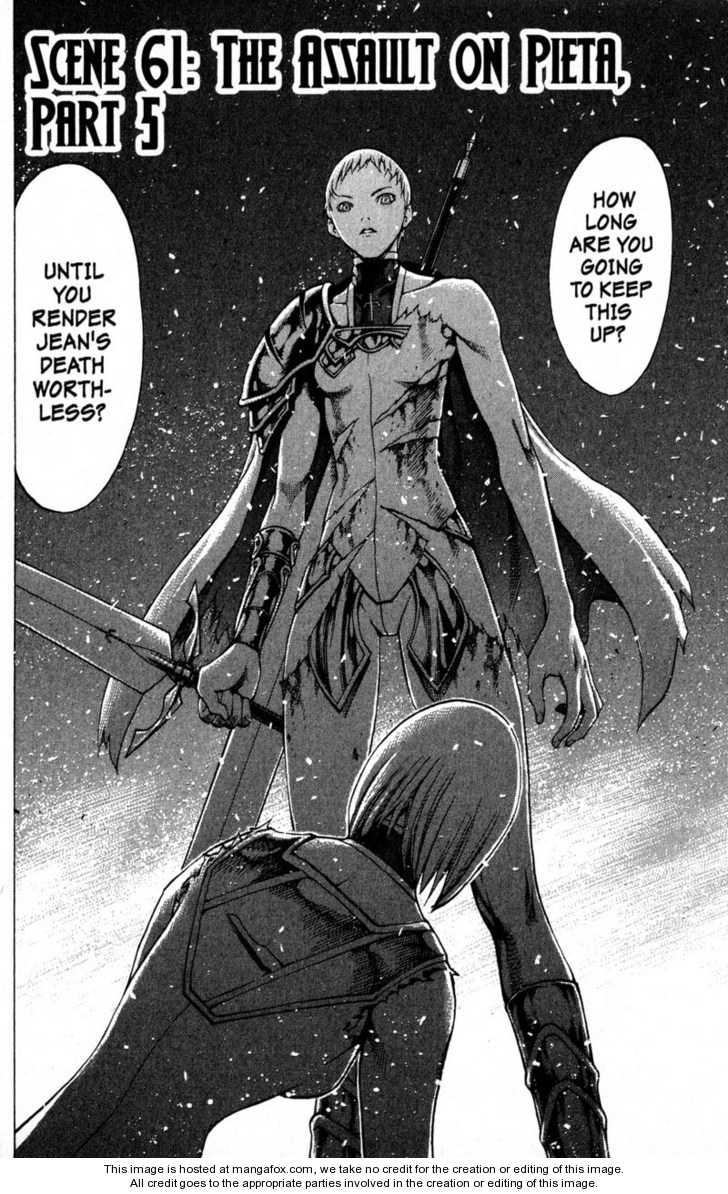 SCENE 61: THE ASSAULT ON PIETA,
PART 5
HOW
LONG
ARE YOU
GOING
TO KEEP
THIS
UP?
UNTIL
YOU
RENDER
JEAN'S
DEATH
WORTH-
LESS?
This image is hosted at mangafox.com, we take no credit for the creation or editing of this image.
All credit goes to the appropriate parties involved in the creation or editing of this image.